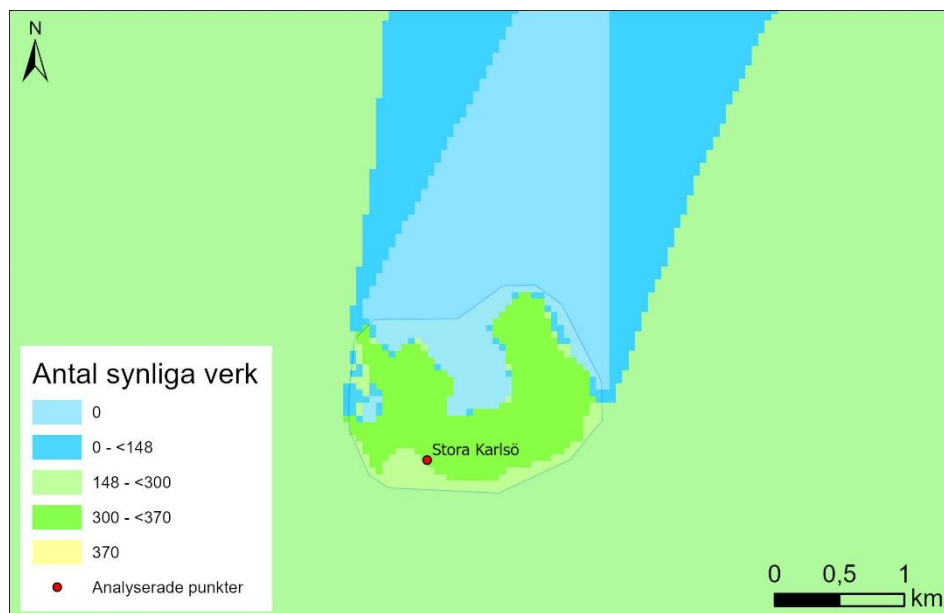 N
Stora Karlsö
Antal synliga verk
0
0 - <148
148 - <300
300 - <370
370
Analyserade punkter
0 0,5 1
km